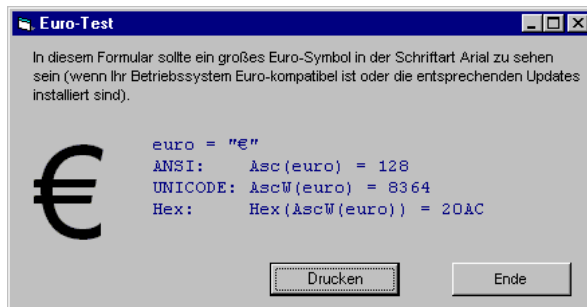 Euro-Test
In diesem Formular sollte ein großes Euro-Symbol in der Schriftart Arial zu sehen
sein (wenn Ihr Betriebssystem Euro-kompatibel ist oder die entsprechenden Updates
installiert sind).
€
euro = "€"
ANSI: Asc(euro) = 128
UNICODE: AscW(euro) = 8364
Hex: Hex(AscW(euro)) = 20AC
Drucken Ende